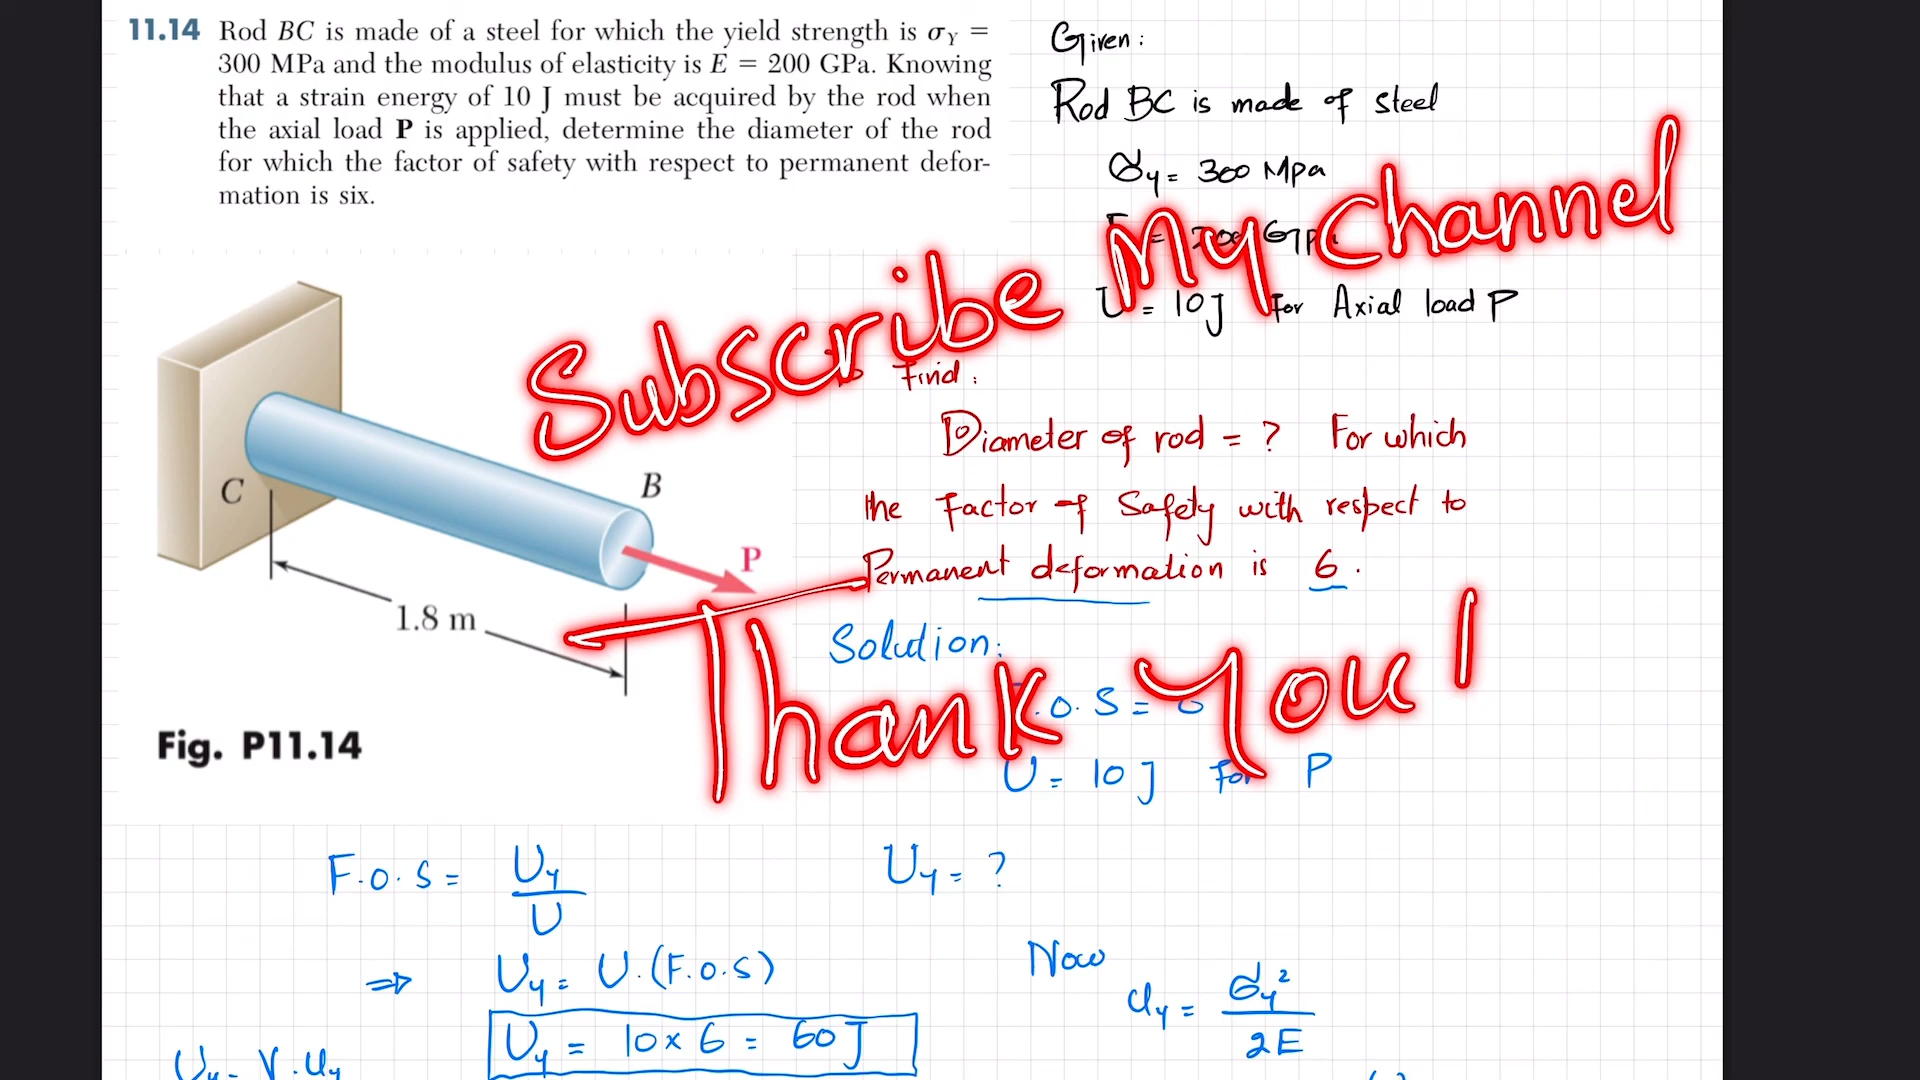 11.14 Rod BC is made of a steel for which the yield strength is σY =
300 MPa and the modulus of elasticity is E = 200 GPa. Knowing
that a strain energy of 10 J must be acquired by the rod when
the axial load P is applied, determine the diameter of the rod
for which the factor of safety with respect to permanent defor-
mation is six.
Given:
Rod BC is made of steel
σy = 300 MPa
= 200 GPa
U = 10 J for Axial load P
Subscribe My Channel
Find:
Diameter of rod = ? For which
the Factor of Safety with respect to
Permanent deformation is 6.
C
B
P
1.8 m
Fig. P11.14
Solution:
Thank You!
.O.S = 6
U = 10 J for P
F.O.S = Uy/U
Uy = ?
⇒ Uy = U.(F.O.S)
Uy = 10 x 6 = 60 J
Now
uy = σy²/2E
Uy = V.uy